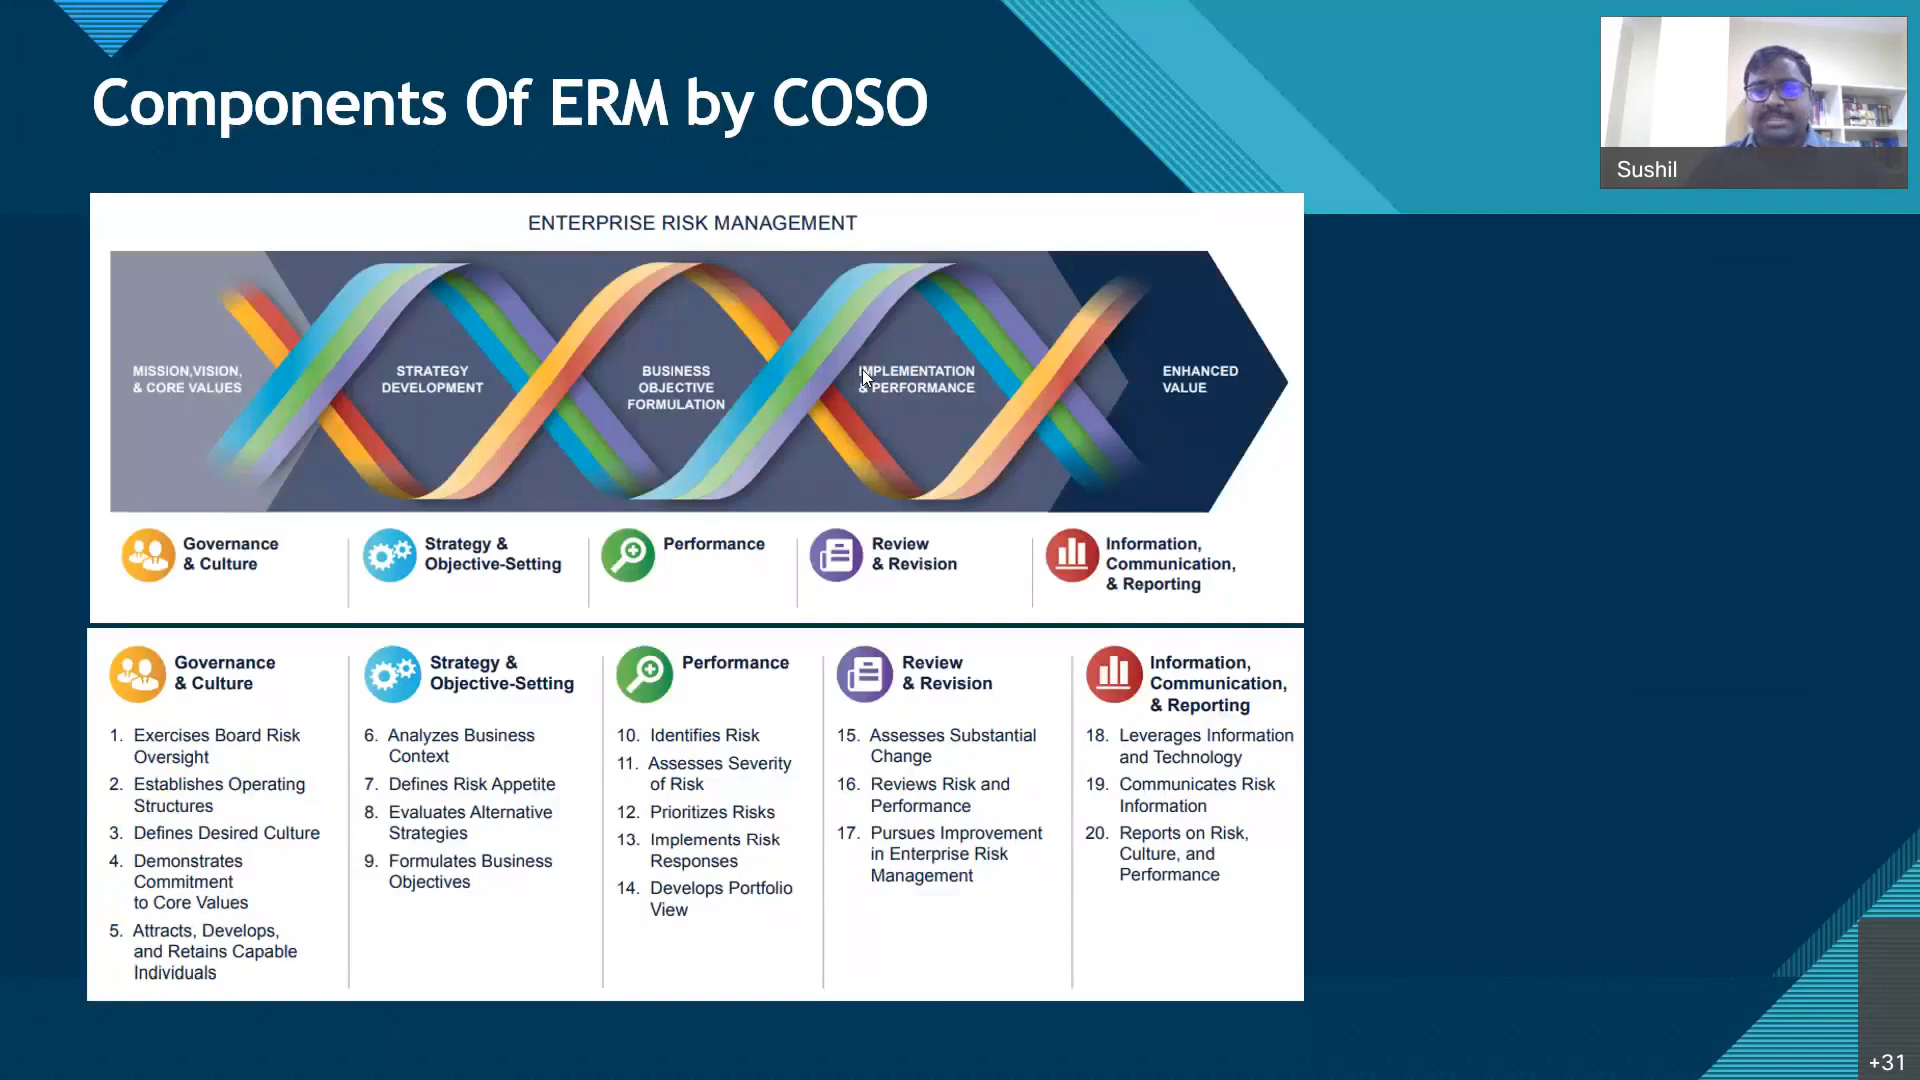 Components Of ERM by COSO
Sushil
ENTERPRISE RISK MANAGEMENT
MISSION,VISION,
& CORE VALUES
STRATEGY
DEVELOPMENT
BUSINESS
OBJECTIVE
FORMULATION
IMPLEMENTATION
& PERFORMANCE
ENHANCED
VALUE
Governance
& Culture
Strategy &
Objective-Setting
Performance
Review
& Revision
Information,
Communication,
& Reporting
Governance
& Culture
1. Exercises Board Risk
Oversight
2. Establishes Operating
Structures
3. Defines Desired Culture
4. Demonstrates
Commitment
to Core Values
5. Attracts, Develops,
and Retains Capable
Individuals
Strategy &
Objective-Setting
6. Analyzes Business
Context
7. Defines Risk Appetite
8. Evaluates Alternative
Strategies
9. Formulates Business
Objectives
Performance
10. Identifies Risk
11. Assesses Severity
of Risk
12. Prioritizes Risks
13. Implements Risk
Responses
14. Develops Portfolio
View
Review
& Revision
15. Assesses Substantial
Change
16. Reviews Risk and
Performance
17. Pursues Improvement
in Enterprise Risk
Management
Information,
Communication,
& Reporting
18. Leverages Information
and Technology
19. Communicates Risk
Information
20. Reports on Risk,
Culture, and
Performance
+31